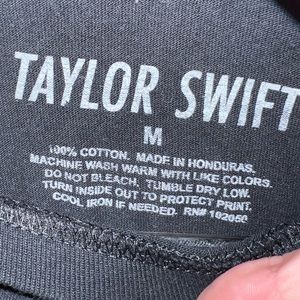 TAYLOR SWIFT
M
100% COTTON. MADE IN HONDURAS.
MACHINE WASH WARM WITH LIKE COLORS.
DO NOT BLEACH. TUMBLE DRY LOW.
TURN INSIDE OUT TO PROTECT PRINT.
COOL IRON IF NEEDED. RN# 102050